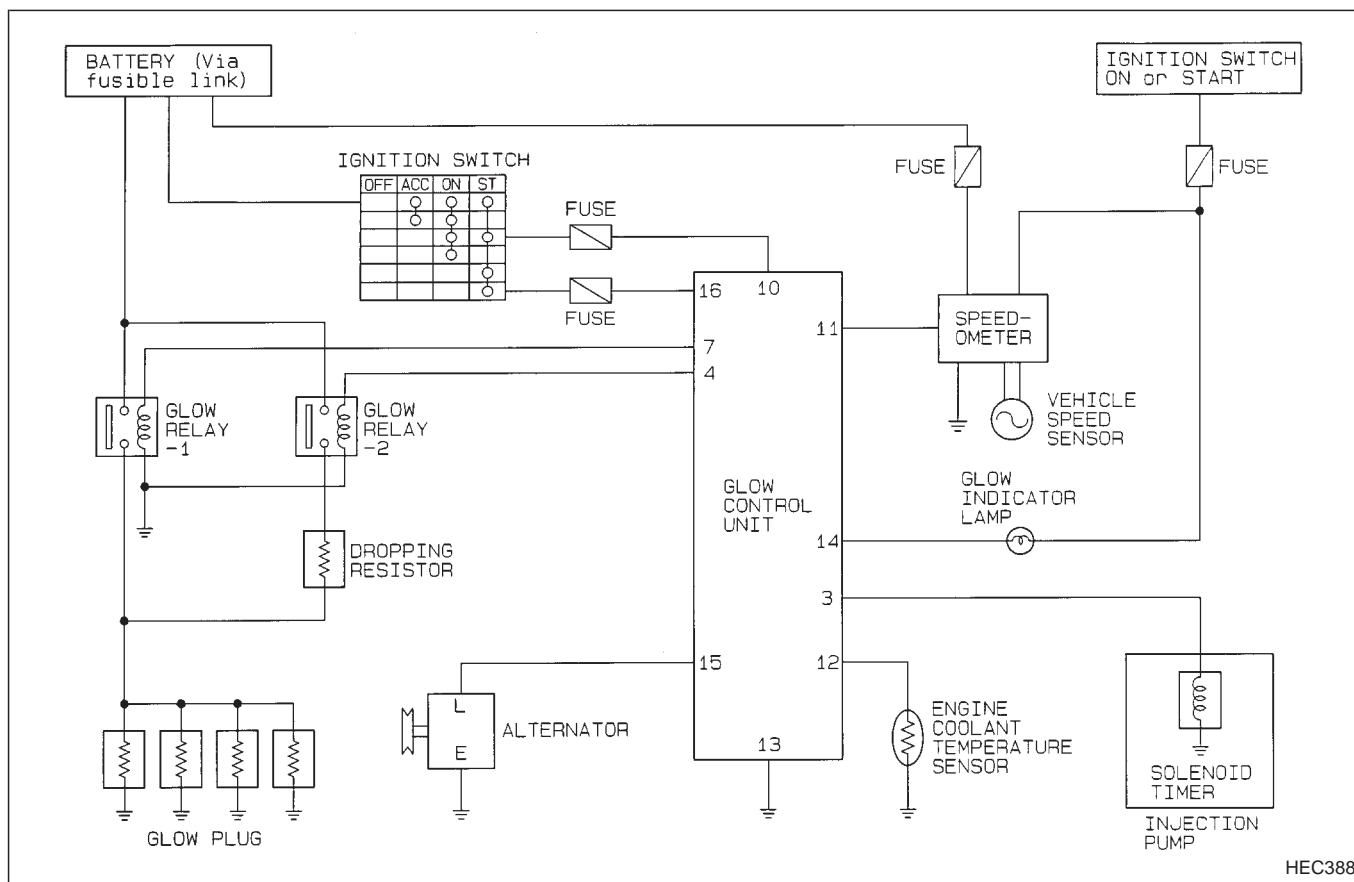 BATTERY (Via
fusible link)
IGNITION SWITCH
ON or START
IGNITION SWITCH
OFF ACC ON ST
FUSE
FUSE
FUSE
FUSE
16
10
7
4
11
SPEED-
OMETER
GLOW
RELAY
-1
GLOW
RELAY
-2
VEHICLE
SPEED
SENSOR
GLOW
CONTROL
UNIT
GLOW
INDICATOR
LAMP
14
DROPPING
RESISTOR
3
15
12
L
E
ALTERNATOR
ENGINE
COOLANT
TEMPERATURE
SENSOR
13
SOLENOID
TIMER
INJECTION
PUMP
GLOW PLUG
HEC388